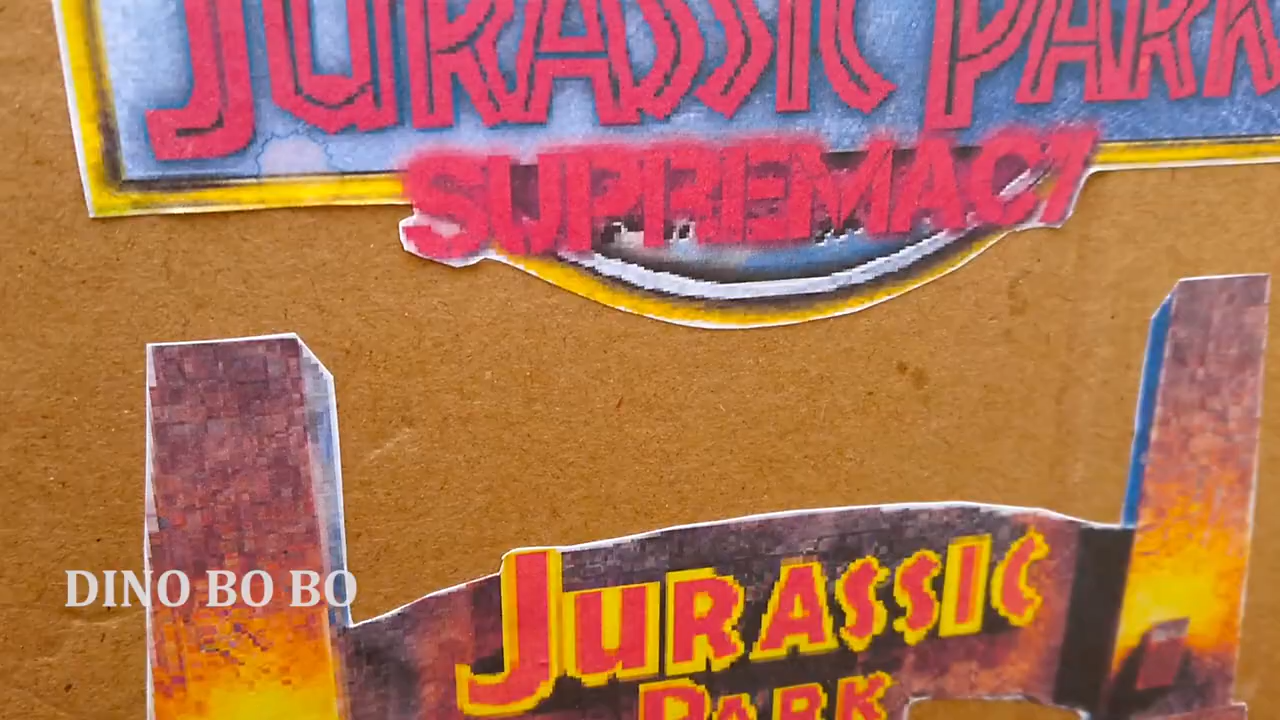 JURASSIC PARK
SUPREMACY
DINO BO BO
JURASSIC
PARK